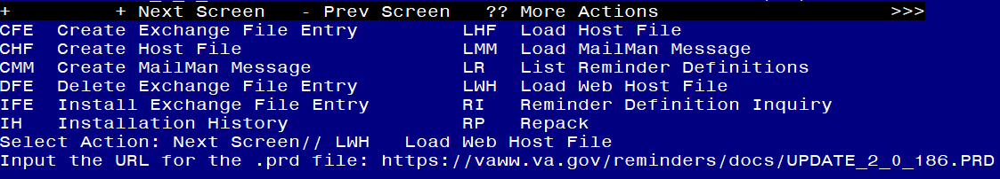 + + Next Screen - Prev Screen ?? More Actions >>>
CFE Create Exchange File Entry LHF Load Host File
CHF Create Host File LMM Load MailMan Message
CMM Create MailMan Message LR List Reminder Definitions
DFE Delete Exchange File Entry LWH Load Web Host File
IFE Install Exchange File Entry RI Reminder Definition Inquiry
IH Installation History RP Repack
Select Action: Next Screen// LWH Load Web Host File
Input the URL for the .prd file: https://vaww.va.gov/reminders/docs/UPDATE_2_0_186.PRD